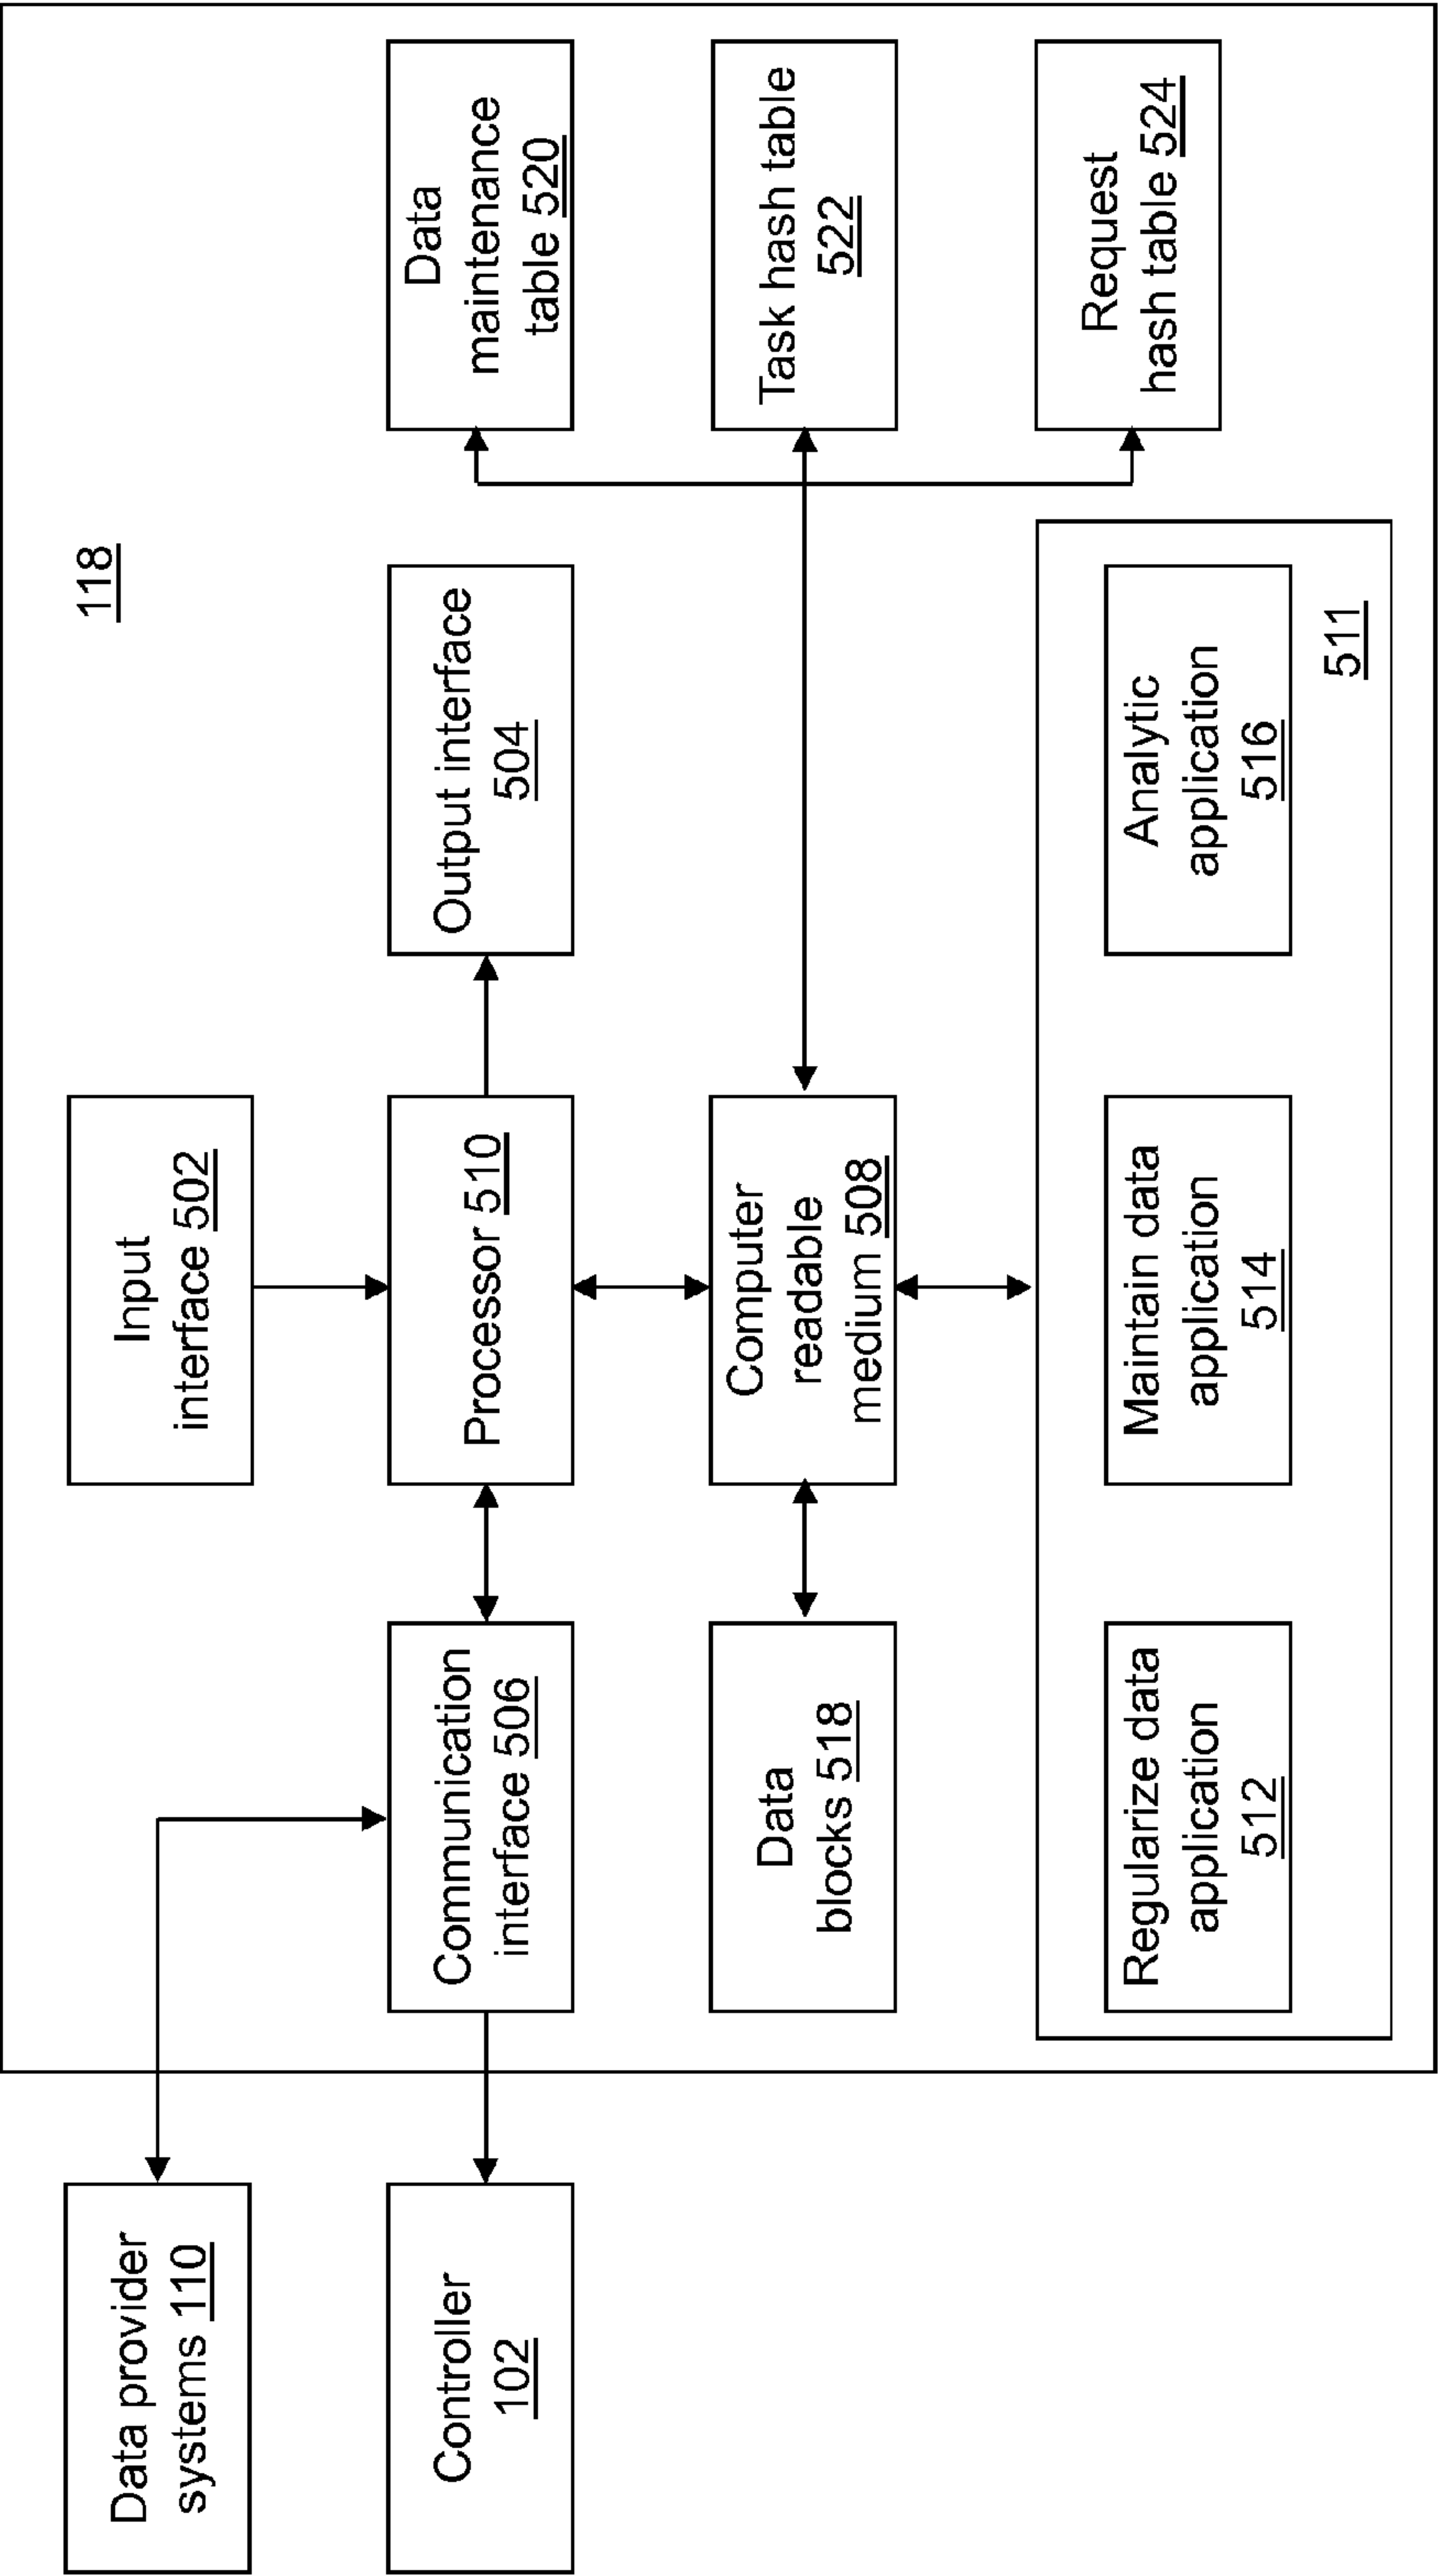 118
Data provider
systems 110
Input
interface 502
Controller
102
Communication
interface 506
Processor 510
Output interface
504
Data
maintenance
table 520
Data
blocks 518
Computer
readable
medium 508
Task hash table
522
Regularize data
application
512
Maintain data
application
514
Analytic
application
516
511
Request
hash table 524